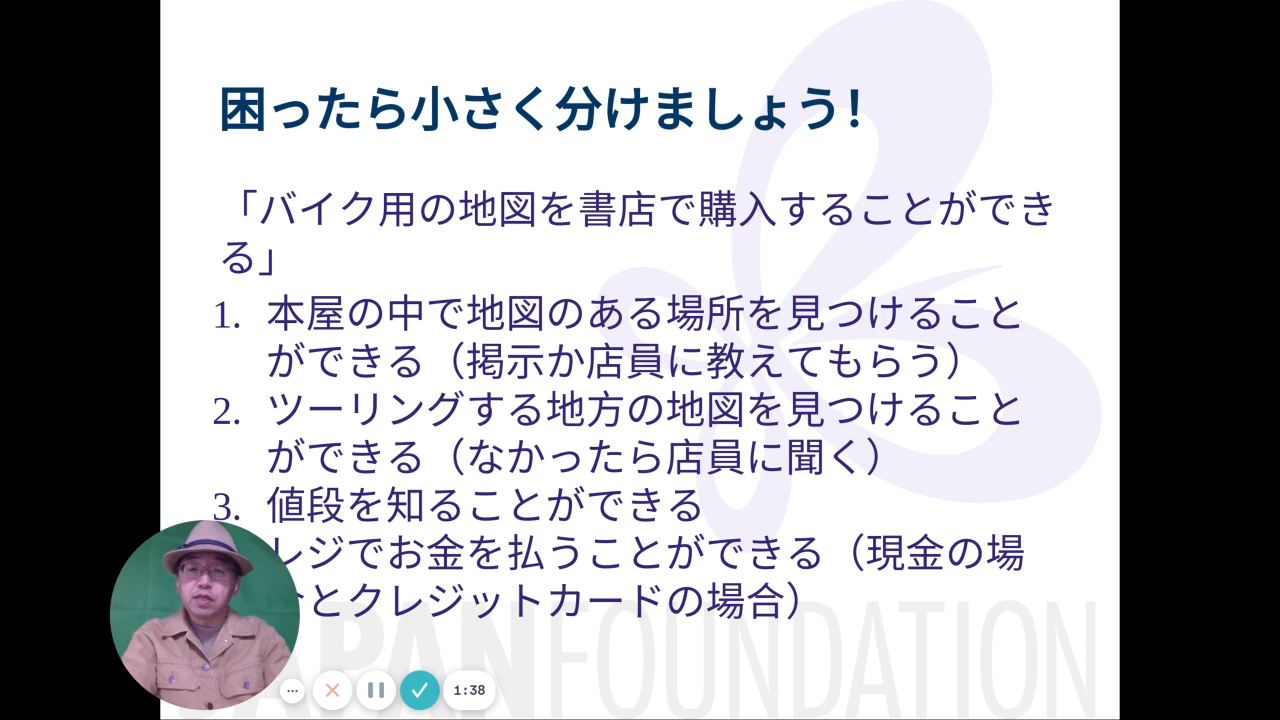 困ったら小さく分けましょう！
「バイク用の地図を書店で購入することができ
る」
1. 本屋の中で地図のある場所を見つけること
ができる（掲示か店員に教えてもらう）
2. ツーリングする地方の地図を見つけること
ができる（なかったら店員に聞く）
3. 値段を知ることができる
レジでお金を払うことができる（現金の場
合とクレジットカードの場合）
JAPANFOUNDATION
1:38